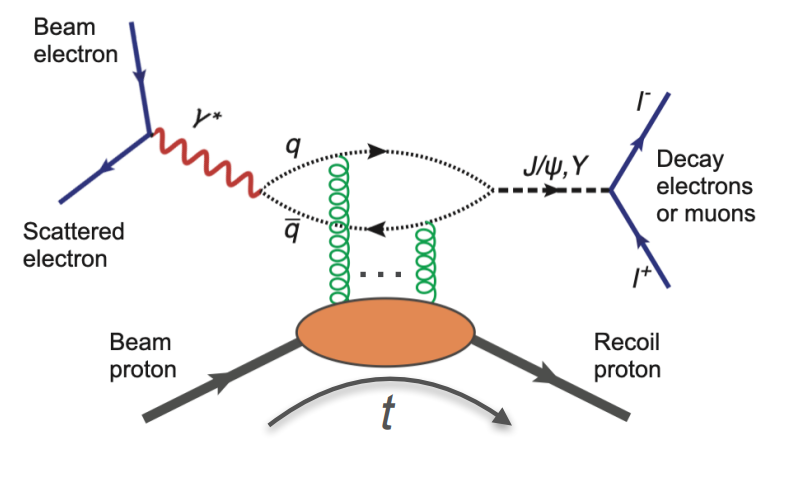 Beam
electron
γ*
q
q̅
J/ψ,Υ
l⁻
Decay
electrons
or muons
l⁺
Scattered
electron
. . .
Beam
proton
Recoil
proton
t